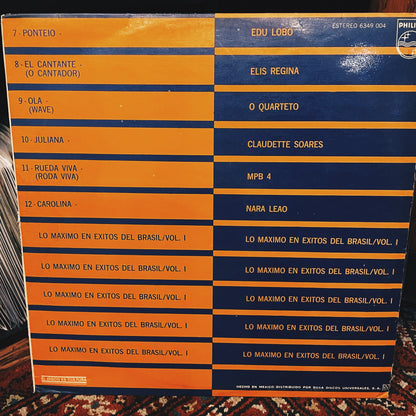 ESTEREO 6349 004
PHILIPS
7 - PONTEIO - EDU LOBO
8 - EL CANTANTE - ELIS REGINA
(O CANTADOR)
9 - OLA - O QUARTETO
(WAVE)
10 - JULIANA - CLAUDETTE SOARES
11 - RUEDA VIVA - MPB 4
(RODA VIVA)
12 - CAROLINA - NARA LEAO
LO MAXIMO EN EXITOS DEL BRASIL/VOL. I LO MAXIMO EN EXITOS DEL BRASIL/VOL. I
LO MAXIMO EN EXITOS DEL BRASIL/VOL. I LO MAXIMO EN EXITOS DEL BRASIL/VOL. I
LO MAXIMO EN EXITOS DEL BRASIL/VOL. I LO MAXIMO EN EXITOS DEL BRASIL/VOL. I
LO MAXIMO EN EXITOS DEL BRASIL/VOL. I LO MAXIMO EN EXITOS DEL BRASIL/VOL. I
LO MAXIMO EN EXITOS DEL BRASIL/VOL. I LO MAXIMO EN EXITOS DEL BRASIL/VOL. I
EL DISCO ES CULTURA
HECHO EN MEXICO. DISTRIBUIDO POR DUSA DISCOS UNIVERSALES, S.A.